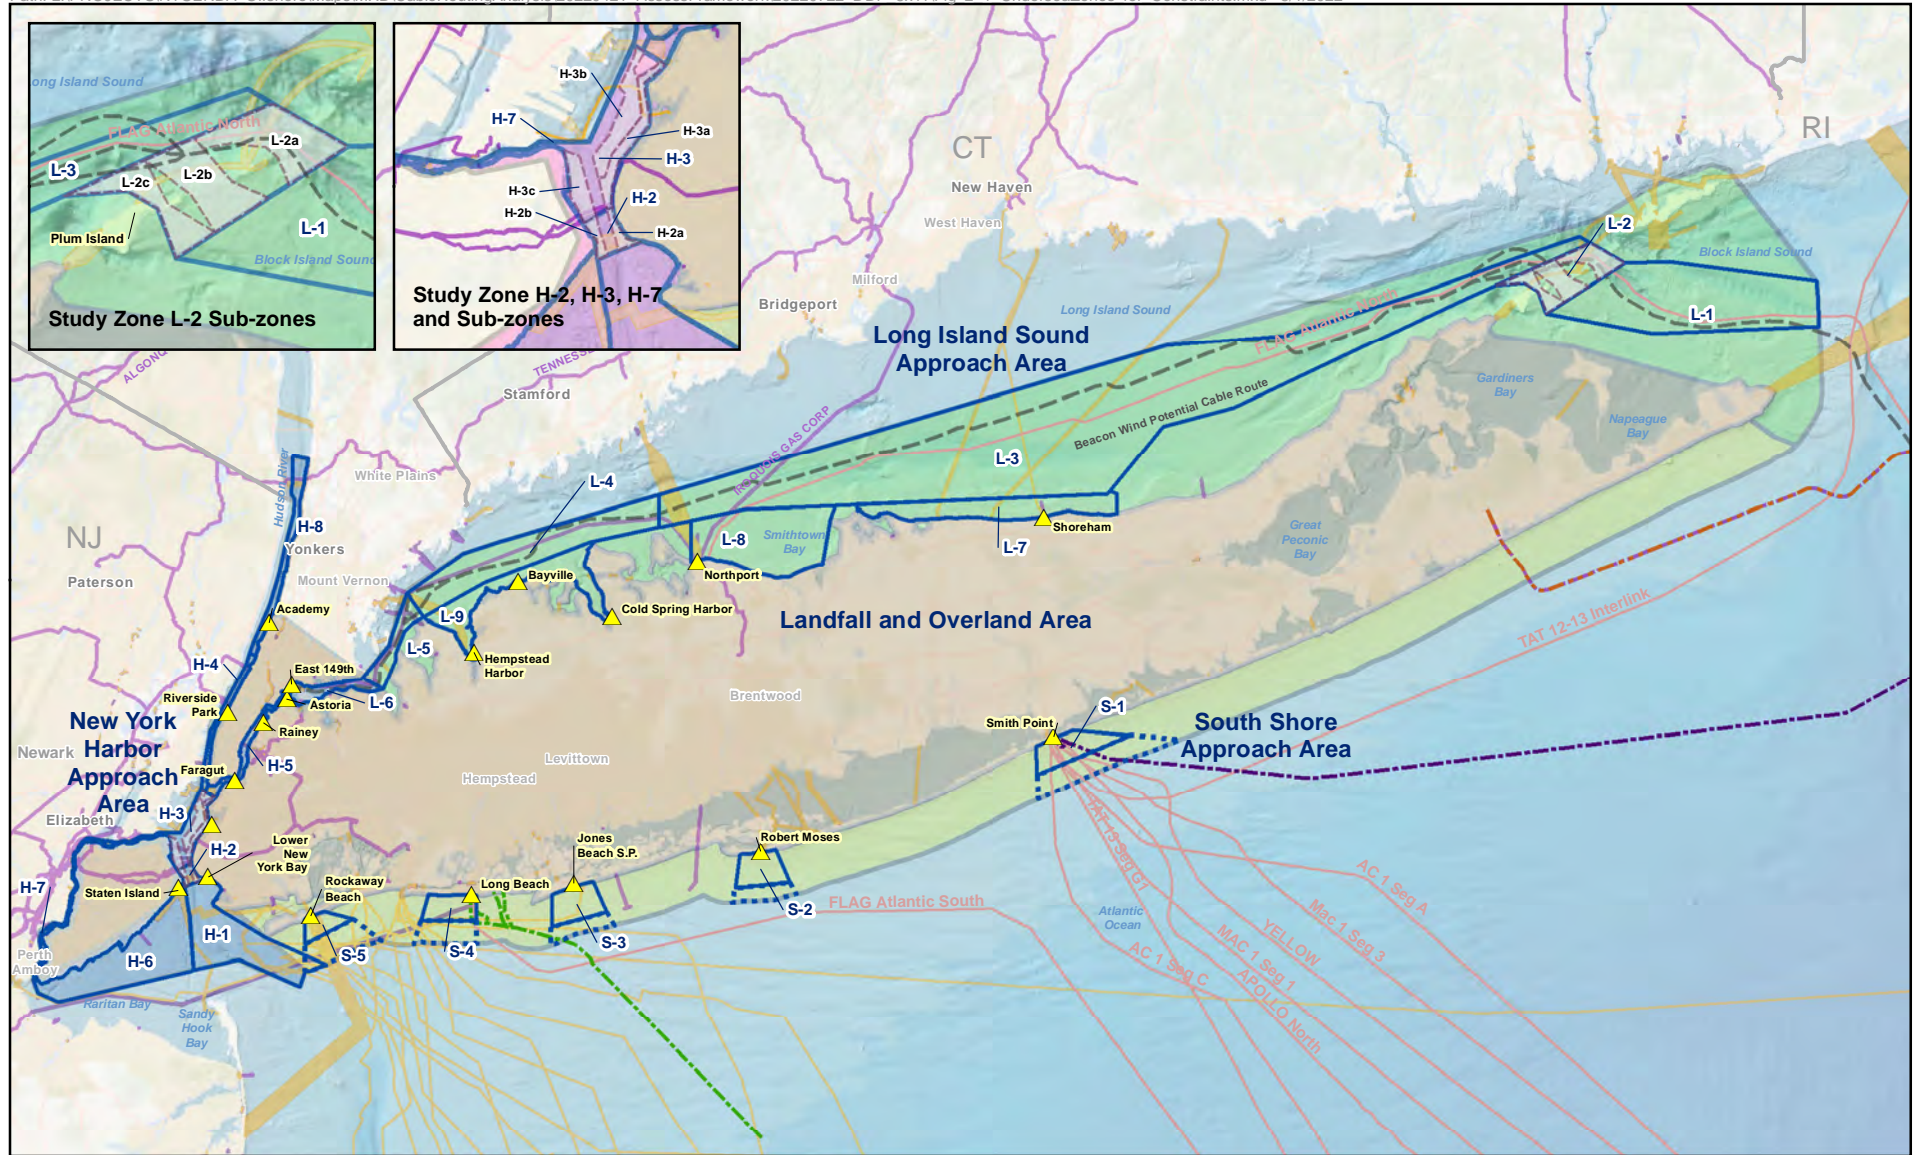 ong Island Sound
FLAG Atlantic North
L-2a
L-3
L-2c
L-2b
Plum Island
L-1
Block Island Soun
Study Zone L-2 Sub-zones
H-3b
H-7
H-3a
H-3
H-3c
H-2
H-2b
H-2a
Study Zone H-2, H-3, H-7
and Sub-zones
CT
RI
New Haven
West Haven
Milford
Bridgeport
Stamford
White Plains
Yonkers
Mount Vernon
NJ
Paterson
Newark
Elizabeth
Perth
Amboy
Hudson River
TENNESSE
IROQUOIS GAS CORP
Long Island Sound
Approach Area
Long Island Sound
FLAG Atlantic North
Beacon Wind Potential Cable Route
L-2
Block Island Sound
L-1
Gardiners
Bay
Napeague
Bay
Great
Peconic
Bay
L-3
L-4
L-8
Smithtown
Bay
L-7
Shoreham
Northport
Bayville
Cold Spring Harbor
L-9
L-5
Hempstead
Harbor
Landfall and Overland Area
H-8
Academy
H-4
East 149th
Riverside
Park
Astoria
L-6
Rainey
New York
Harbor
Approach
Area
Faragut
H-5
H-3
H-2
Lower
New
York Bay
H-7
Staten Island
Rockaway
Beach
H-1
H-6
S-5
Raritan Bay
Sandy
Hook
Bay
Brentwood
Levittown
Hempstead
Long Beach
S-4
Jones
Beach S.P.
S-3
Robert Moses
S-2
Smith Point
S-1
South Shore
Approach Area
FLAG Atlantic South
TAT 12-13 Interlink
TAT 13 Seg G1
Atlantic
Ocean
AC 1 Seg A
Mac 1 Seg 3
YELLOW
MAC 1 Seg 1
APOLLO North
AC 1 Seg C